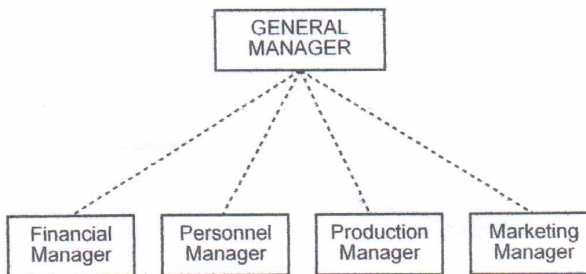 GENERAL
MANAGER
Financial
Manager
Personnel
Manager
Production
Manager
Marketing
Manager